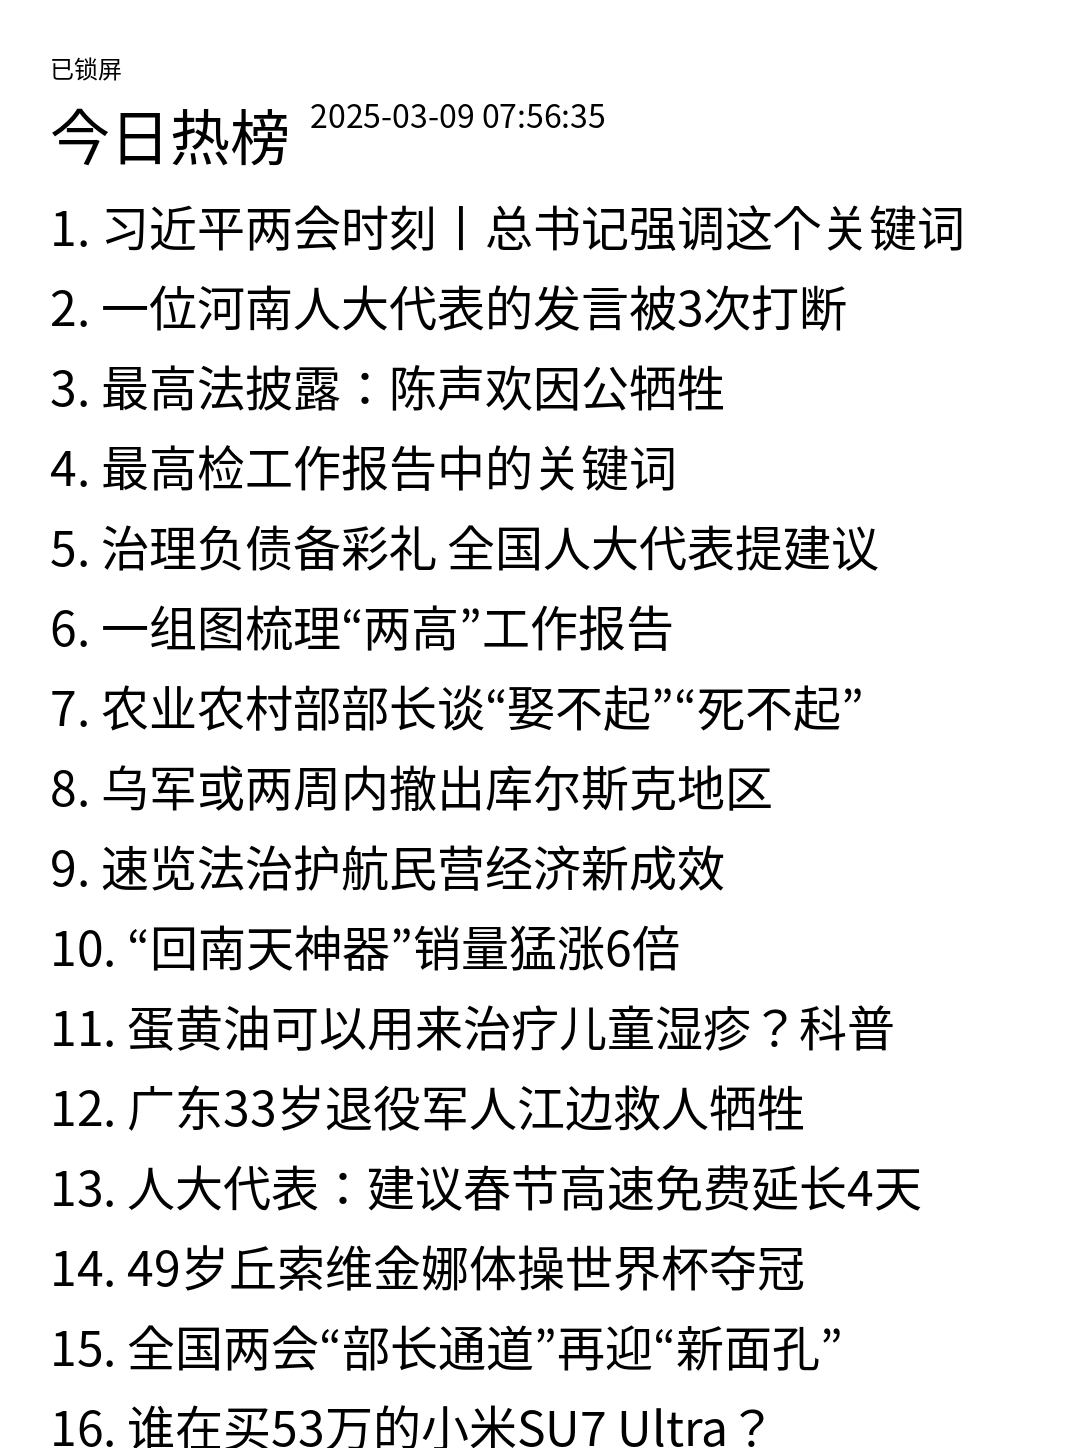 已锁屏
今日热榜 2025-03-09 07:56:35
1. 习近平两会时刻丨总书记强调这个关键词
2. 一位河南人大代表的发言被3次打断
3. 最高法披露：陈声欢因公牺牲
4. 最高检工作报告中的关键词
5. 治理负债备彩礼 全国人大代表提建议
6. 一组图梳理“两高”工作报告
7. 农业农村部部长谈“娶不起”“死不起”
8. 乌军或两周内撤出库尔斯克地区
9. 速览法治护航民营经济新成效
10. “回南天神器”销量猛涨6倍
11. 蛋黄油可以用来治疗儿童湿疹？科普
12. 广东33岁退役军人江边救人牺牲
13. 人大代表：建议春节高速免费延长4天
14. 49岁丘索维金娜体操世界杯夺冠
15. 全国两会“部长通道”再迎“新面孔”
16. 谁在买53万的小米SU7 Ultra？